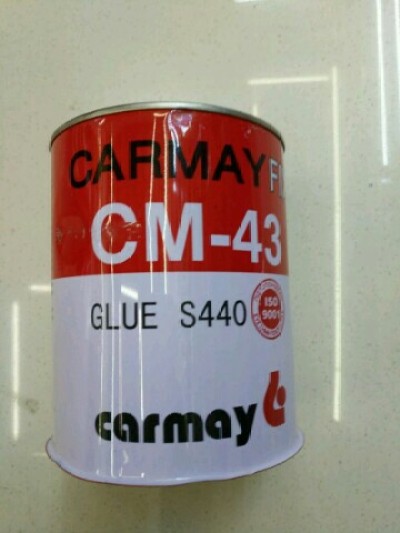 CARMAY
CM-43
GLUE S440
ISO
9001
carmay